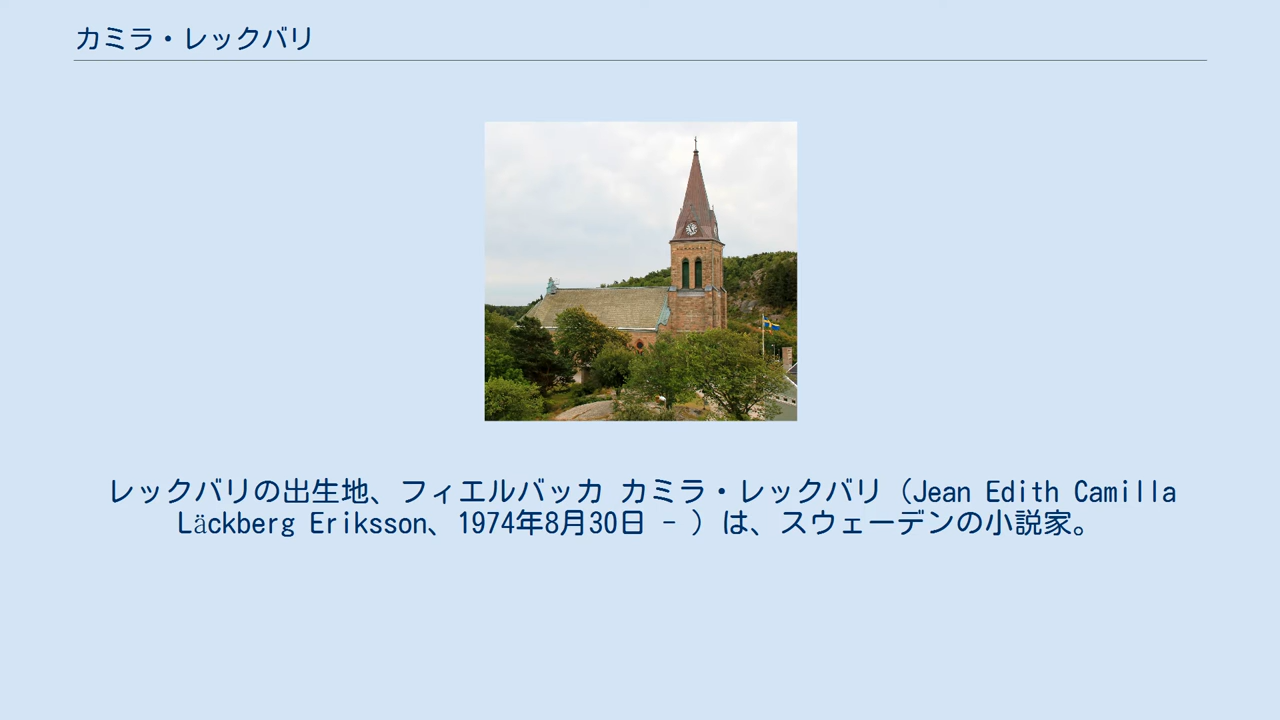 カミラ・レックバリ
レックバリの出生地、フィエルバッカ カミラ・レックバリ（Jean Edith Camilla
Läckberg Eriksson、1974年8月30日 - ）は、スウェーデンの小説家。